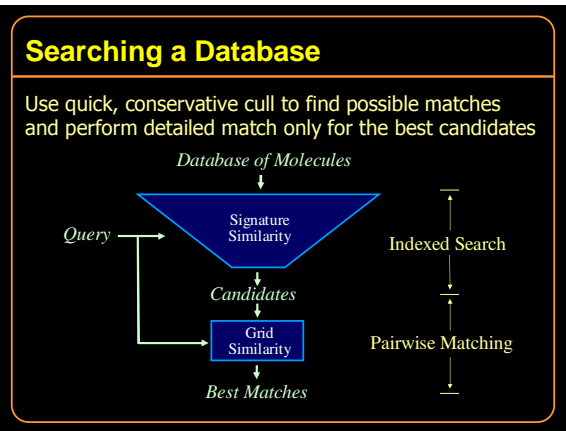 Searching a Database
Use quick, conservative cull to find possible matches
and perform detailed match only for the best candidates
Database of Molecules
Signature
Similarity
Query
Indexed Search
Candidates
Grid
Similarity
Pairwise Matching
Best Matches